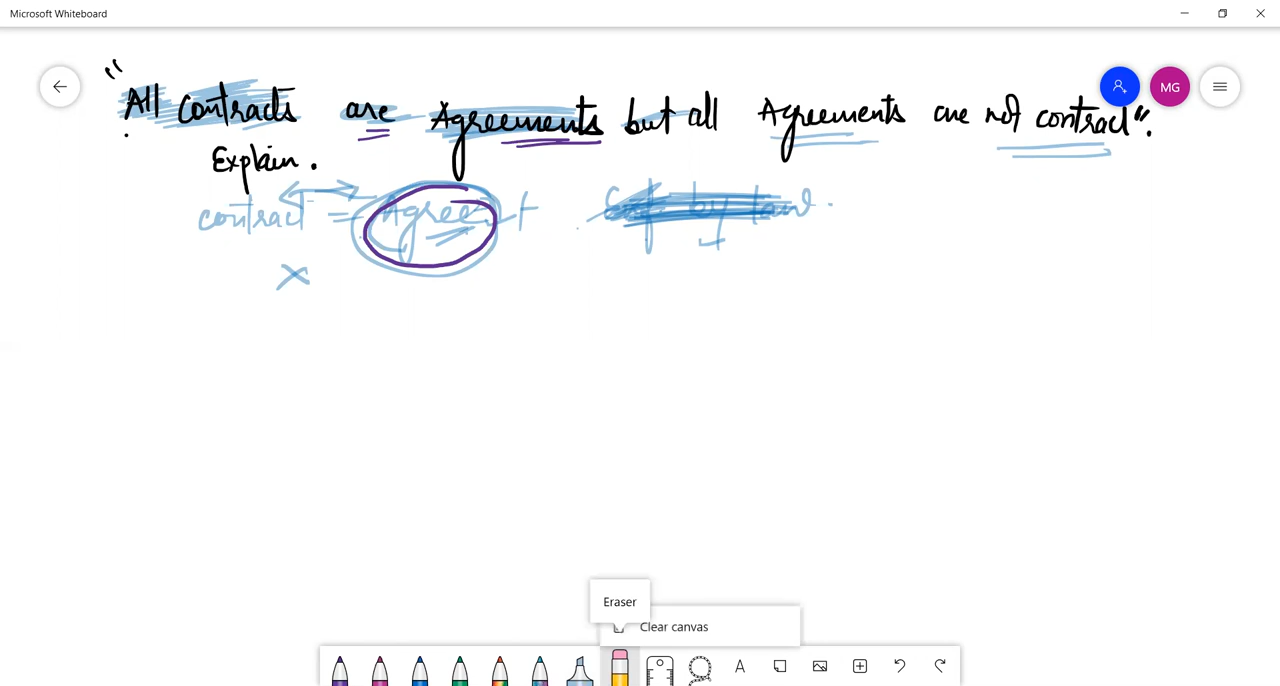 Microsoft Whiteboard
MG
"All Contracts are Agreements but all Agreements are not contract".
Explain.
contract = Agree + by law.
Eraser
Clear canvas
A